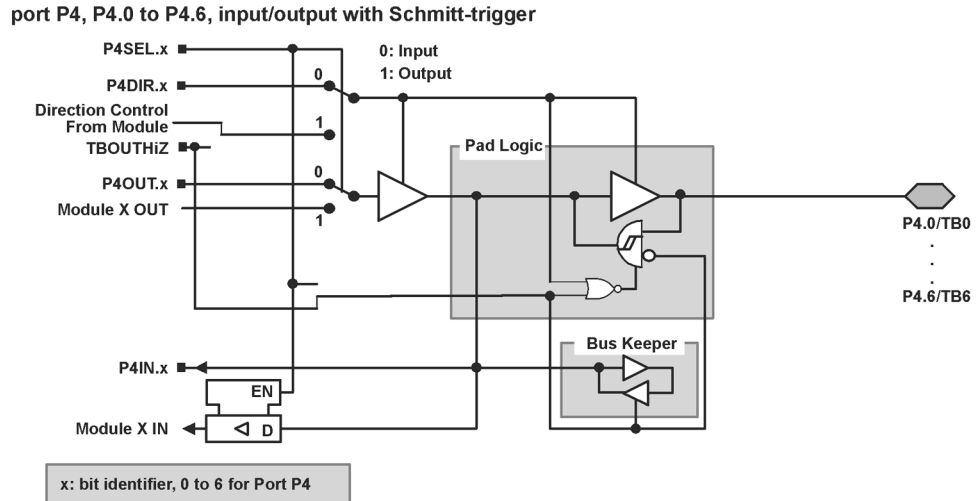 port P4, P4.0 to P4.6, input/output with Schmitt-trigger
P4SEL.x
0: Input
1: Output
P4DIR.x
0
Direction Control
From Module
1
TBOUTHiZ
Pad Logic
P4OUT.x
0
Module X OUT
1
P4.0/TB0
.
.
.
P4.6/TB6
Bus Keeper
P4IN.x
EN
Module X IN
D
x: bit identifier, 0 to 6 for Port P4